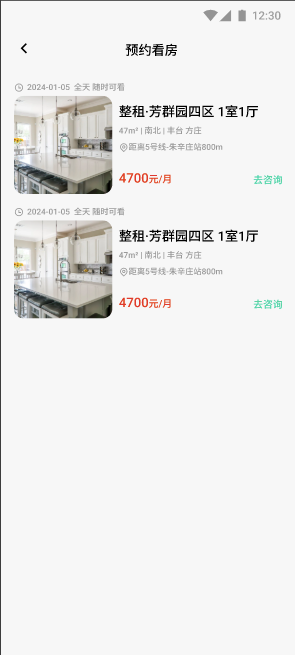 12:30
预约看房
2024-01-05 全天 随时可看
整租·芳群园四区 1室1厅
47m² | 南北 | 丰台 方庄
距离5号线-朱辛庄站800m
4700元/月
去咨询
2024-01-05 全天 随时可看
整租·芳群园四区 1室1厅
47m² | 南北 | 丰台 方庄
距离5号线-朱辛庄站800m
4700元/月
去咨询